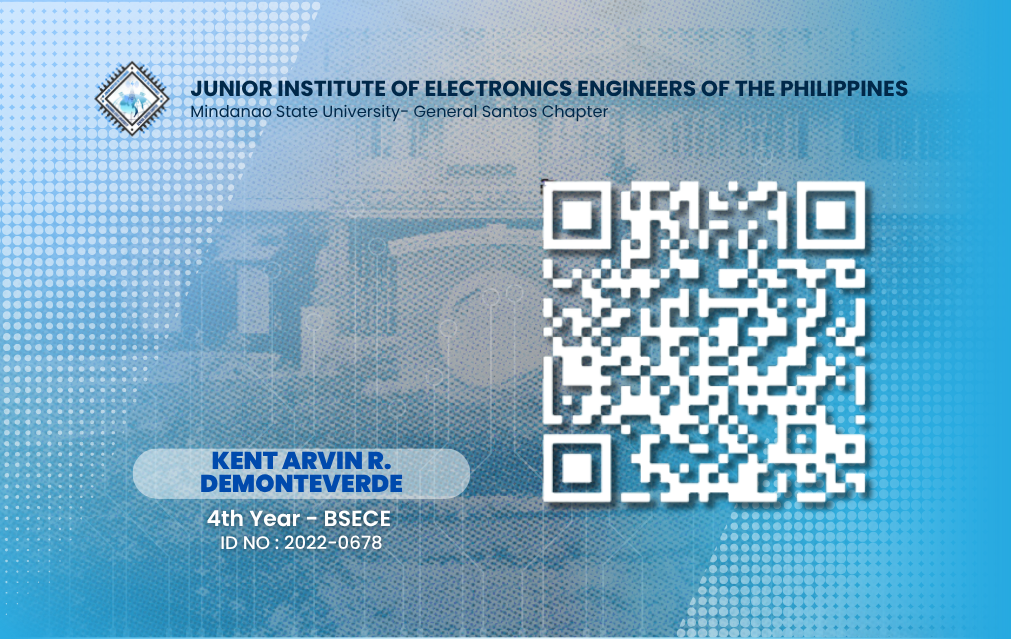 JUNIOR INSTITUTE OF ELECTRONICS ENGINEERS OF THE PHILIPPINES
Mindanao State University- General Santos Chapter
KENT ARVIN R.
DEMONTEVERDE
4th Year - BSECE
ID NO : 2022-0678